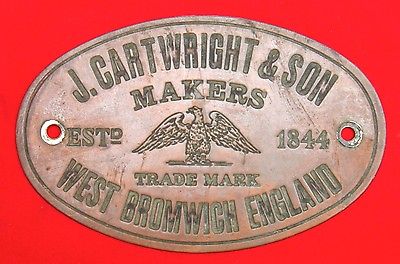 J. CARTWRIGHT & SON
MAKERS
ESTD 1844
TRADE MARK
WEST BROMWICH ENGLAND